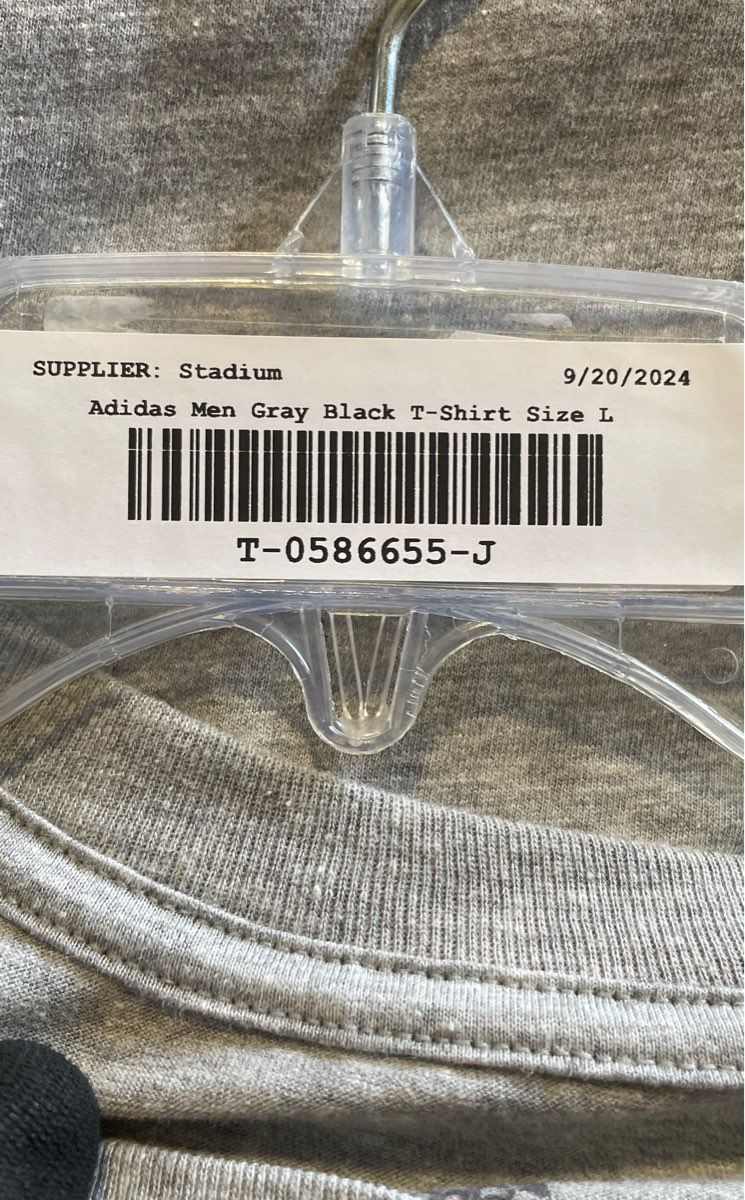 SUPPLIER: Stadium 9/20/2024
Adidas Men Gray Black T-Shirt Size L
T-0586655-J